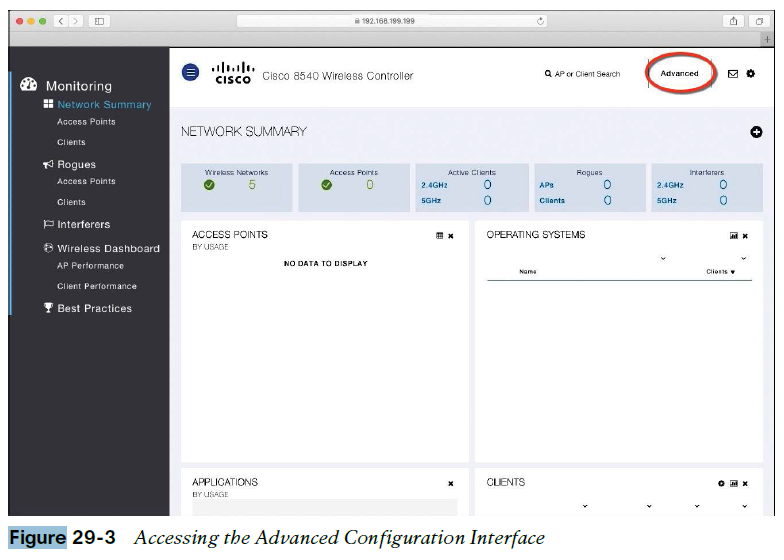 192.168.199.199
CISCO Cisco 8540 Wireless Controller
AP or Client Search
Advanced
Monitoring
Network Summary
Access Points
Clients
Rogues
Access Points
Clients
Interferers
Wireless Dashboard
AP Performance
Client Performance
Best Practices
NETWORK SUMMARY
Wireless Networks
5
Access Points
0
Active Clients
2.4GHz 0
5GHz 0
Rogues
APs 0
Clients 0
Interferers
2.4GHz 0
5GHz 0
ACCESS POINTS
BY USAGE
NO DATA TO DISPLAY
OPERATING SYSTEMS
Name Clients
APPLICATIONS
BY USAGE
CLIENTS
Figure 29-3 Accessing the Advanced Configuration Interface